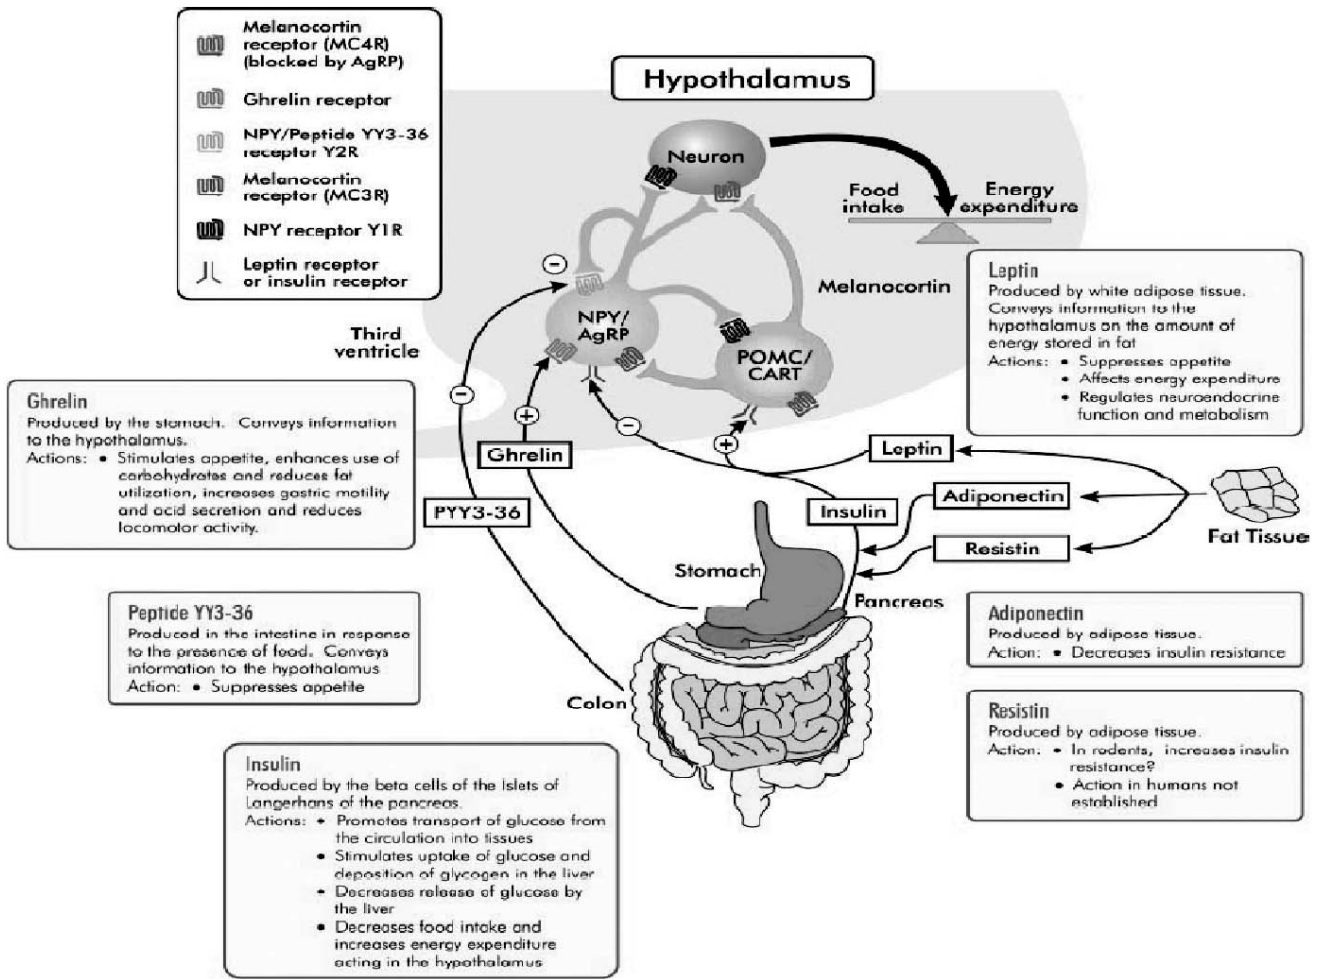 Melanocortin
receptor (MC4R)
(blocked by AgRP)
Ghrelin receptor
NPY/Peptide YY3-36
receptor Y2R
Melanocortin
receptor (MC3R)
NPY receptor Y1R
Leptin receptor
or insulin receptor
Hypothalamus
Neuron
Food
intake
Energy
expenditure
Melanocortin
NPY/
AgRP
POMC/
CART
Third
ventricle
−
−
+
−
+
Leptin
Produced by white adipose tissue.
Conveys information to the
hypothalamus on the amount of
energy stored in fat
Actions: • Suppresses appetite
• Affects energy expenditure
• Regulates neuroendocrine
function and metabolism
Ghrelin
Produced by the stomach. Conveys information
to the hypothalamus.
Actions: • Stimulates appetite, enhances use of
carbohydrates and reduces fat
utilization, increases gastric motility
and acid secretion and reduces
locomotor activity.
Ghrelin
PYY3-36
Leptin
Insulin
Adiponectin
Resistin
Fat Tissue
Stomach
Pancreas
Colon
Peptide YY3-36
Produced in the intestine in response
to the presence of food. Conveys
information to the hypothalamus
Action: • Suppresses appetite
Adiponectin
Produced by adipose tissue.
Action: • Decreases insulin resistance
Resistin
Produced by adipose tissue.
Action: • In rodents, increases insulin
resistance?
• Action in humans not
established
Insulin
Produced by the beta cells of the Islets of
Langerhans of the pancreas.
Actions: • Promotes transport of glucose from
the circulation into tissues
• Stimulates uptake of glucose and
deposition of glycogen in the liver
• Decreases release of glucose by
the liver
• Decreases food intake and
increases energy expenditure
acting in the hypothalamus